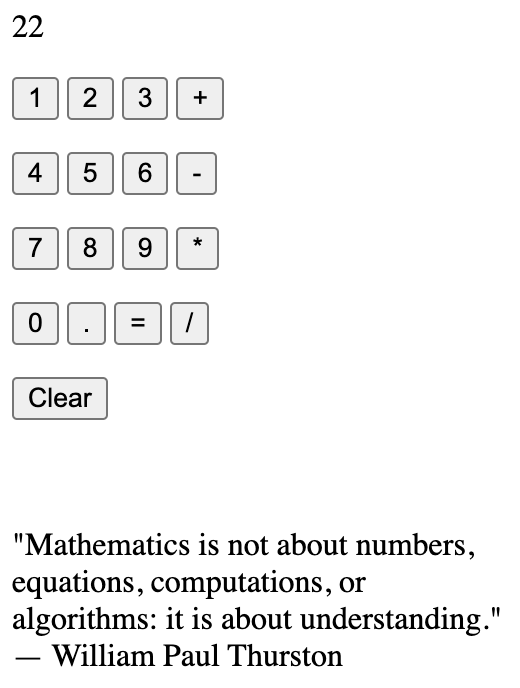 22
1 2 3 +
4 5 6 -
7 8 9 *
0 . = /
Clear
"Mathematics is not about numbers,
equations, computations, or
algorithms: it is about understanding."
— William Paul Thurston